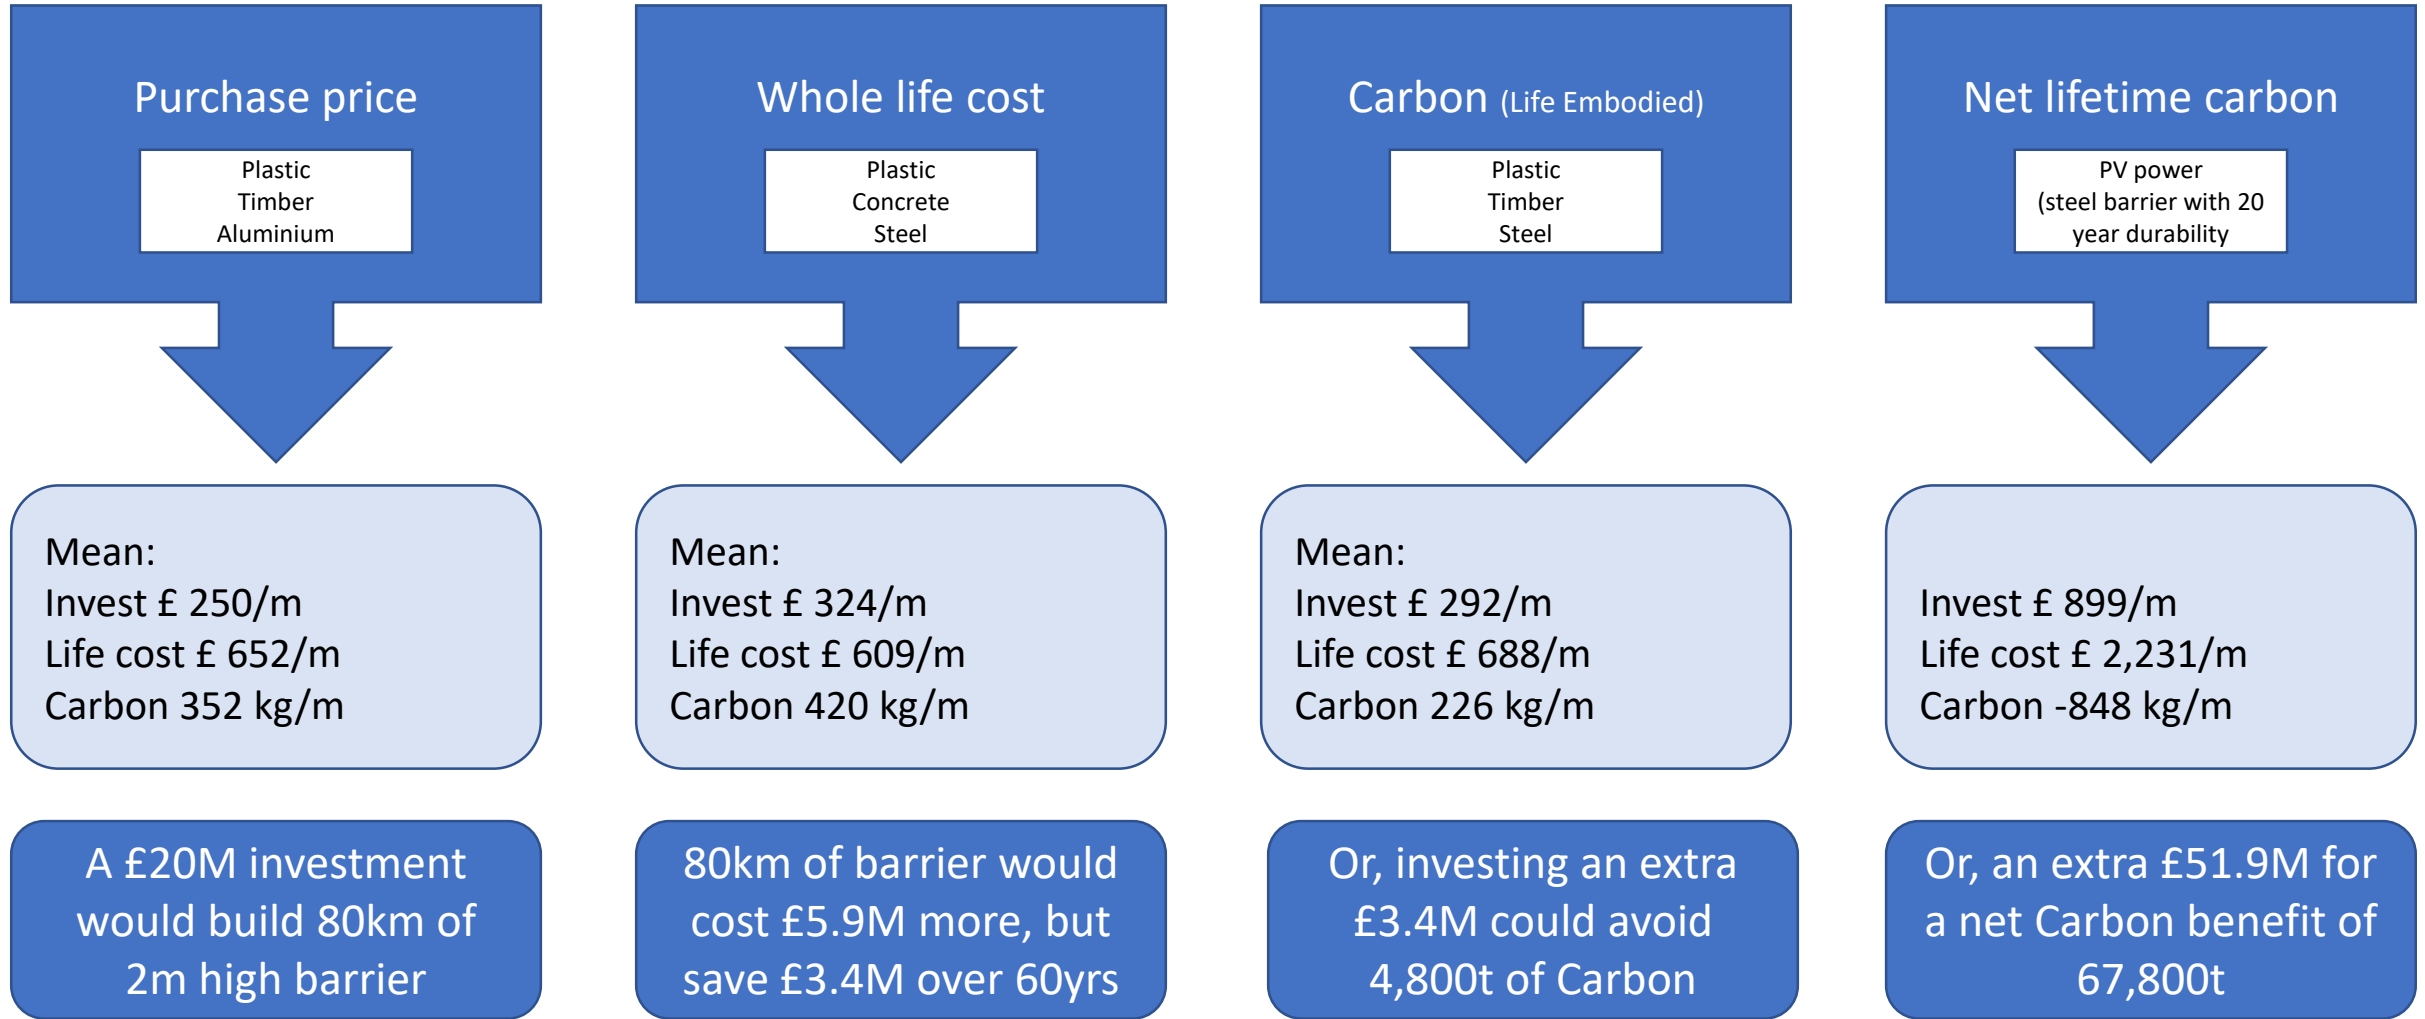 Purchase price
Plastic
Timber
Aluminium
Mean:
Invest £ 250/m
Life cost £ 652/m
Carbon 352 kg/m
A £20M investment
would build 80km of
2m high barrier
Whole life cost
Plastic
Concrete
Steel
Mean:
Invest £ 324/m
Life cost £ 609/m
Carbon 420 kg/m
80km of barrier would
cost £5.9M more, but
save £3.4M over 60yrs
Carbon (Life Embodied)
Plastic
Timber
Steel
Mean:
Invest £ 292/m
Life cost £ 688/m
Carbon 226 kg/m
Or, investing an extra
£3.4M could avoid
4,800t of Carbon
Net lifetime carbon
PV power
(steel barrier with 20
year durability
Invest £ 899/m
Life cost £ 2,231/m
Carbon -848 kg/m
Or, an extra £51.9M for
a net Carbon benefit of
67,800t